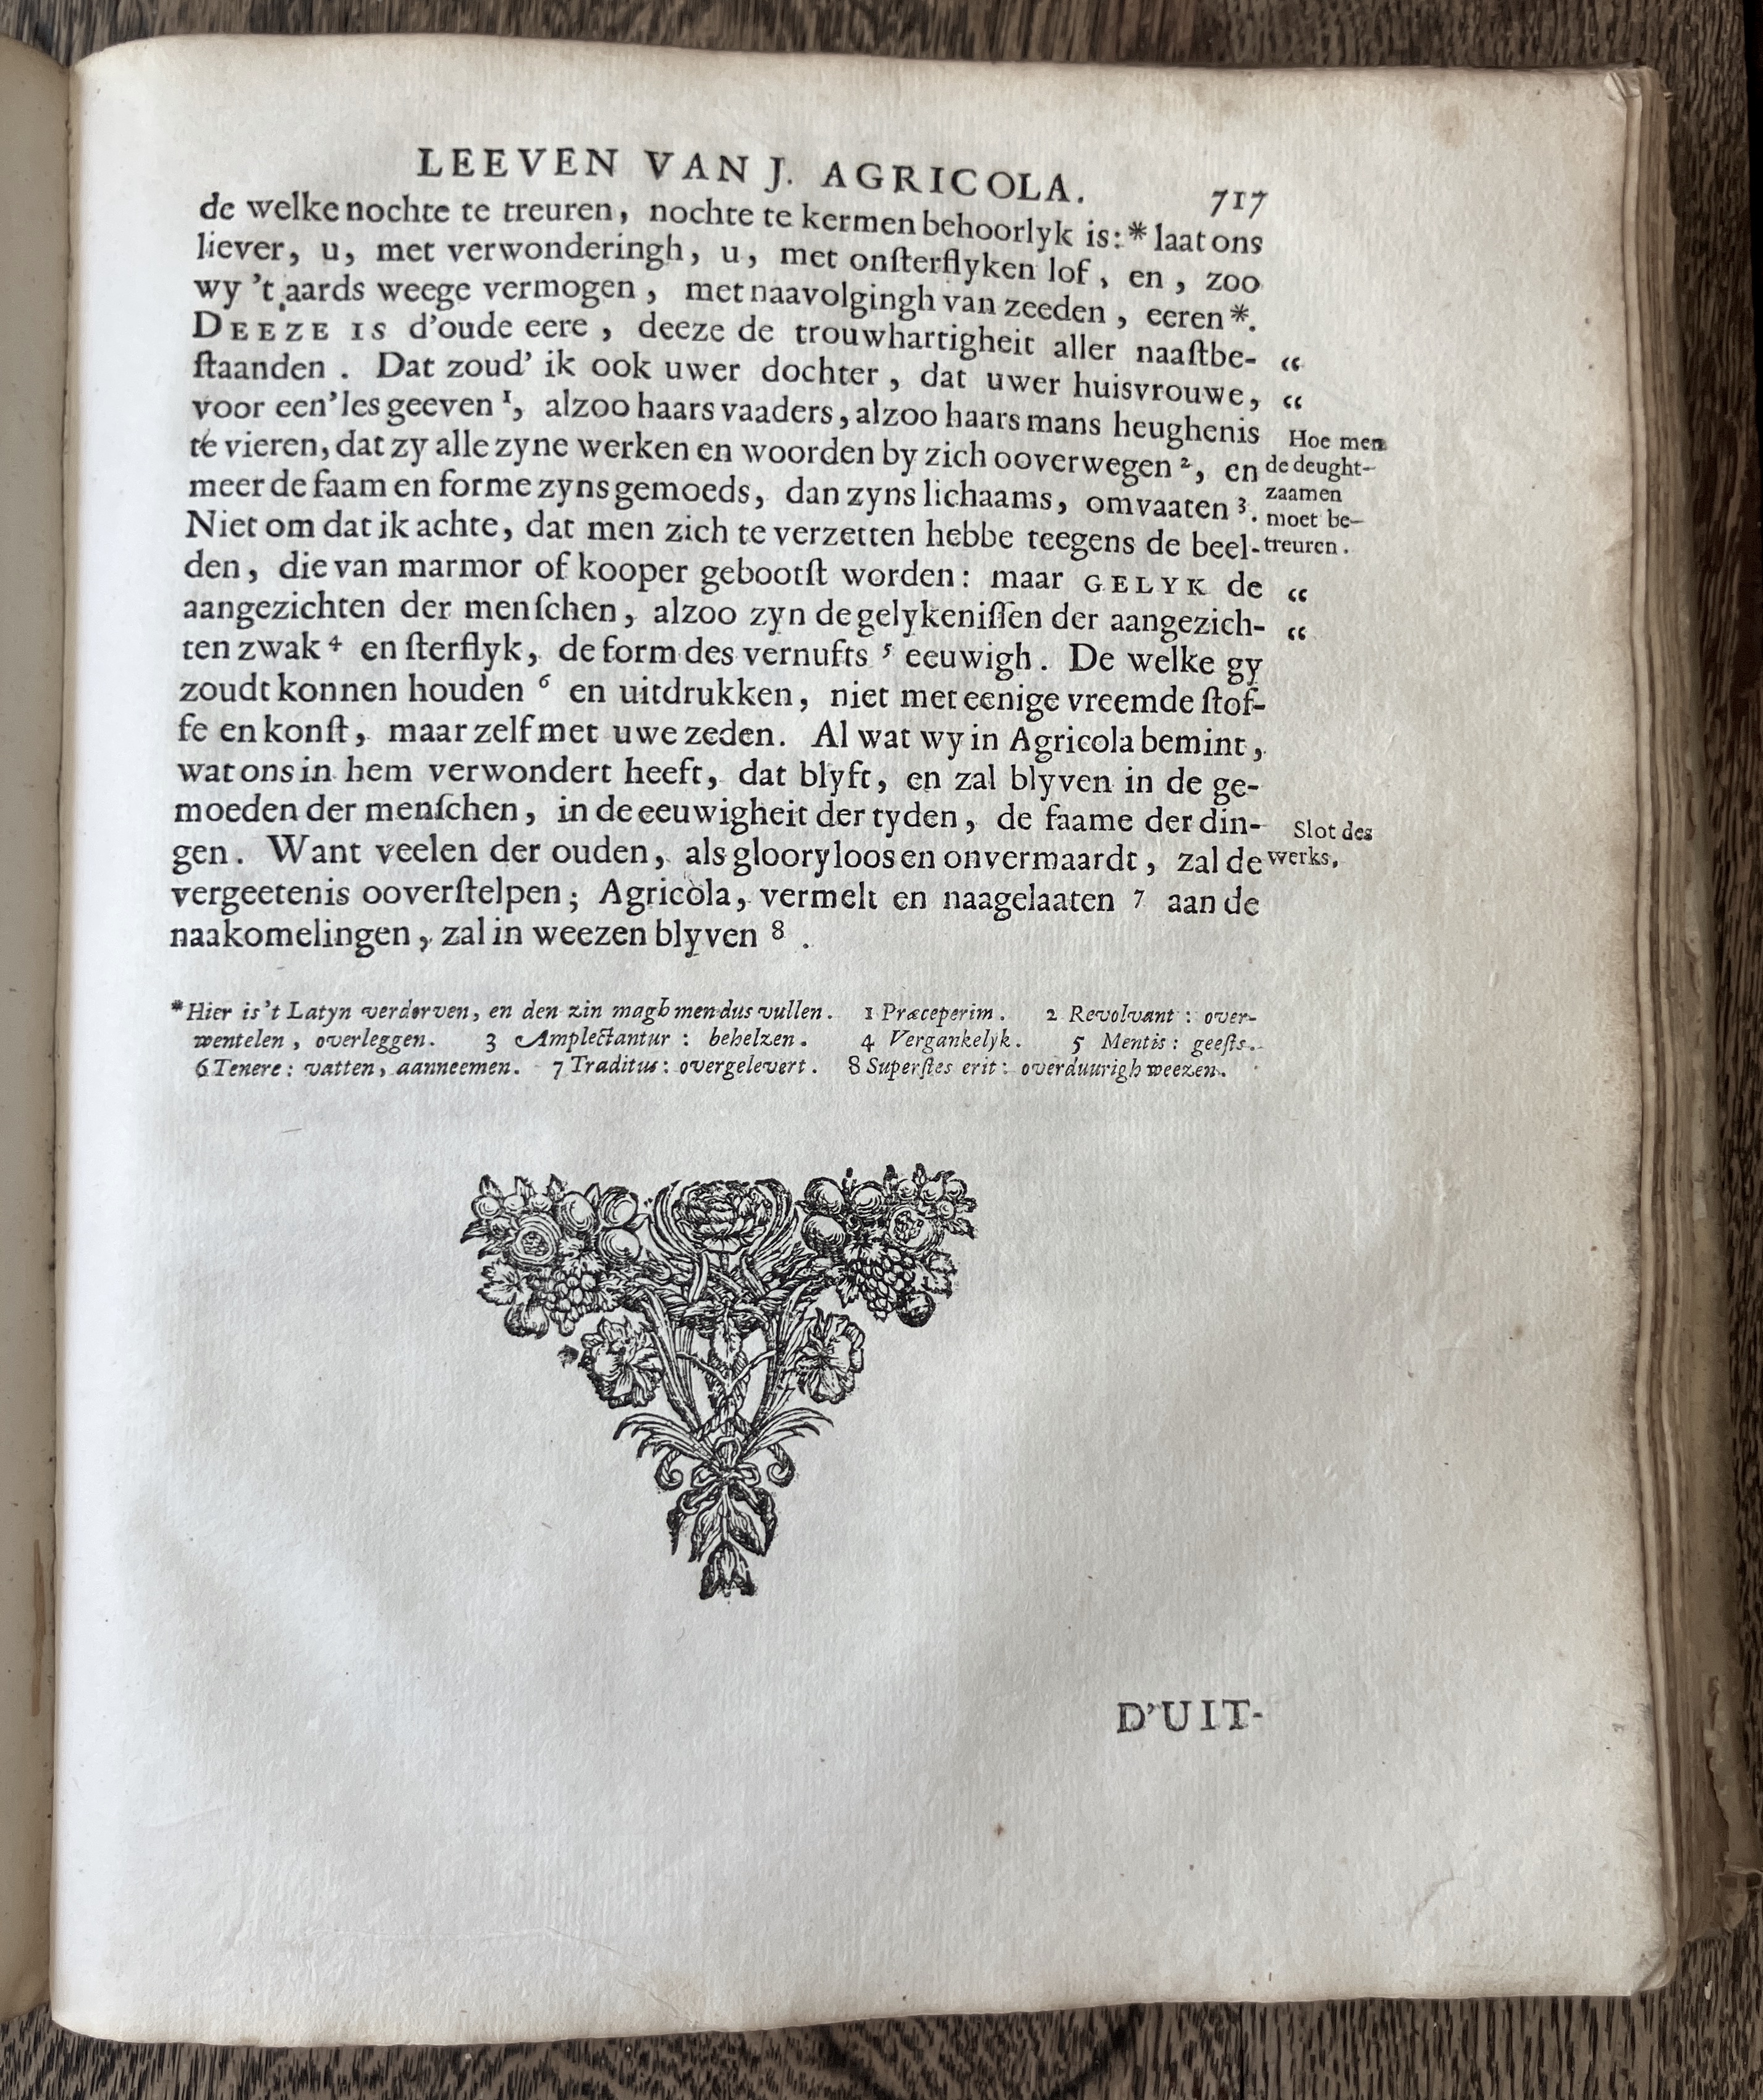 LEEVEN VAN J. AGRICOLA. 717
de welke nochte te treuren, nochte te kermen behoorlyk is:* laat ons
liever, u, met verwonderingh, u, met onſterflyken lof, en, zoo
wy 't aards weege vermogen, met naavolgingh van zeeden, eeren*.
DEEZE IS d'oude eere, deeze de trouwhartigheit aller naaſtbe- “
ſtaanden. Dat zoud' ik ook uwer dochter, dat uwer huisvrouwe, “
voor een' les geeven 1, alzoo haars vaaders, alzoo haars mans heughenis
te vieren, dat zy alle zyne werken en woorden by zich ooverwegen 2, en
meer de faam en forme zyns gemoeds, dan zyns lichaams, omvaaten 3.
Niet om dat ik achte, dat men zich te verzetten hebbe teegens de beel-
den, die van marmor of kooper gebootſt worden: maar GELYK de “
aangezichten der menſchen, alzoo zyn de gelykeniſſen der aangezich- “
ten zwak 4 en ſterflyk, de form des vernufts 5 eeuwigh. De welke gy
zoudt konnen houden 6 en uitdrukken, niet met eenige vreemde ſtof-
fe en konſt, maar zelf met uwe zeden. Al wat wy in Agricola bemint,
wat ons in hem verwondert heeft, dat blyft, en zal blyven in de ge-
moeden der menſchen, in de eeuwigheit der tyden, de faame der din-
gen. Want veelen der ouden, als glooryloos en onvermaardt, zal de
vergeetenis ooverſtelpen; Agricola, vermelt en naagelaaten 7 aan de
naakomelingen, zal in weezen blyven 8.
Hoe men
de deught-
zaamen
moet be-
treuren.
Slot des
werks.
*Hier is't Latyn verdorven, en den zin magh men dus vullen. 1 Præceperim. 2 Revolvant: over-
wentelen, overleggen. 3 Amplectantur: behelzen. 4 Vergankelyk. 5 Mentis: geeſts.
6 Tenere: vatten, aanneemen. 7 Traditus: overgelevert. 8 Superſtes erit: overduurigh weezen.
D'UIT-